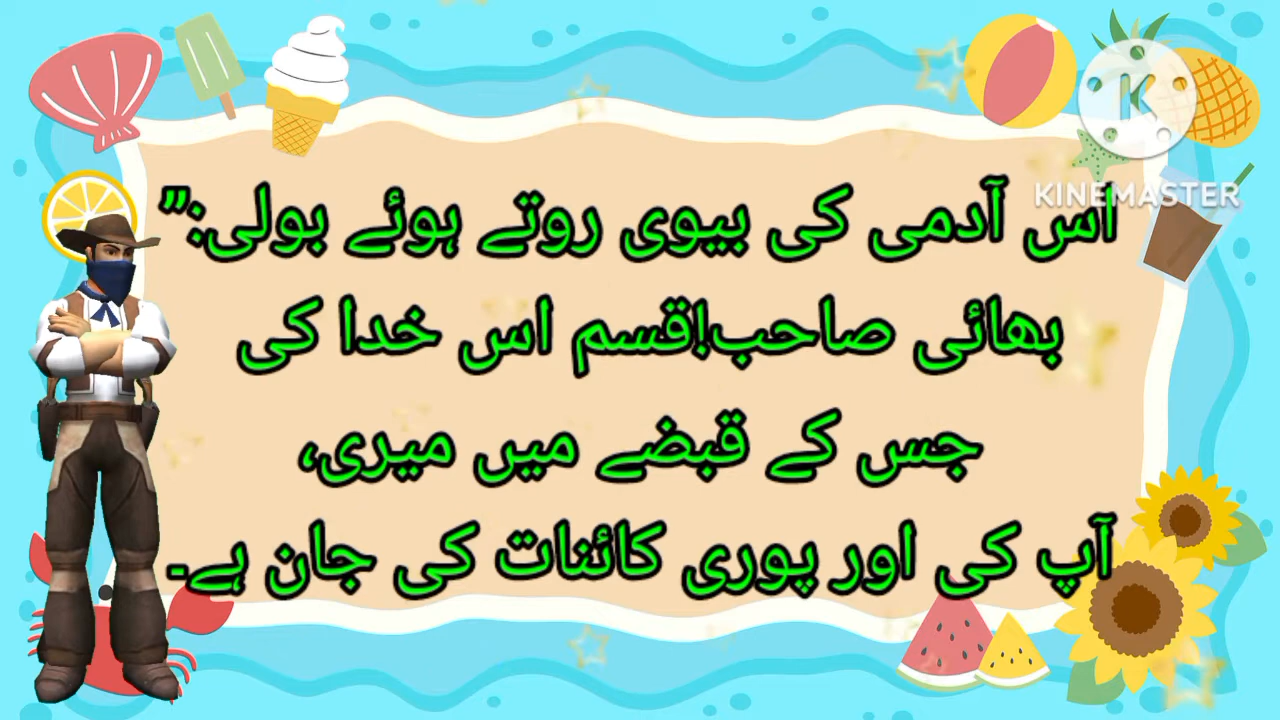 اس آدمی کی بیوی روتے ہوئے بولی:”
بھائی صاحب!قسم اس خدا کی
جس کے قبضے میں میری،
آپ کی اور پوری کائنات کی جان ہے۔
KINEMASTER